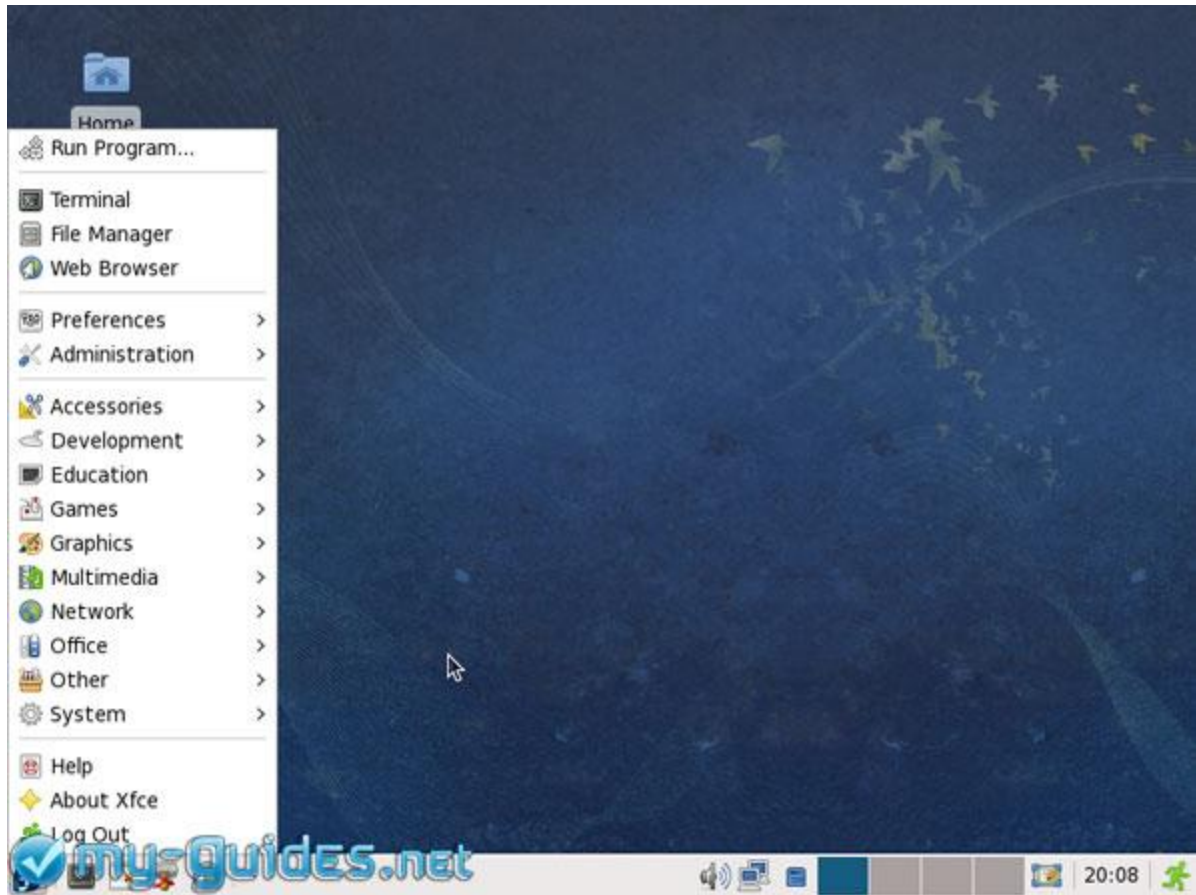 Home
Run Program...
Terminal
File Manager
Web Browser
Preferences
Administration
Accessories
Development
Education
Games
Graphics
Multimedia
Network
Office
Other
System
Help
About Xfce
Log Out
my-guides.net
20:08